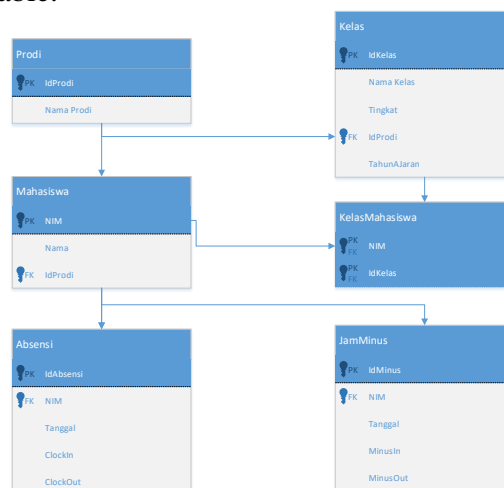 Prodi
PK IdProdi
Nama Prodi
Kelas
PK IdKelas
Nama Kelas
Tingkat
FK IdProdi
TahunAJaran
Mahasiswa
PK NIM
Nama
FK IdProdi
KelasMahasiswa
PK
FK NIM
PK
FK IdKelas
Absensi
PK IdAbsensi
FK NIM
Tanggal
ClockIn
ClockOut
JamMinus
PK IdMinus
FK NIM
Tanggal
MinusIn
MinusOut